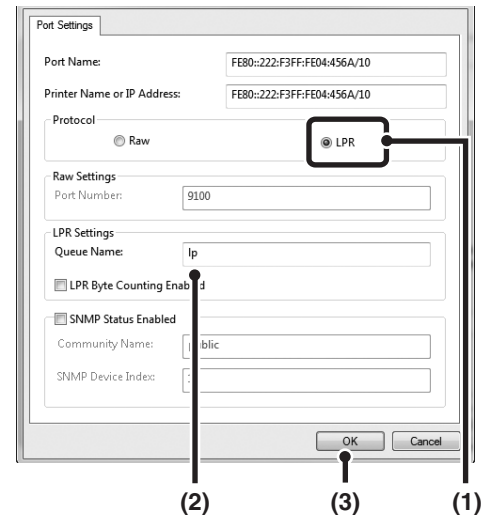 Port Settings
Port Name: FE80::222:F3FF:FE04:456A/10
Printer Name or IP Address: FE80::222:F3FF:FE04:456A/10
Protocol
Raw LPR
Raw Settings
Port Number: 9100
LPR Settings
Queue Name: lp
LPR Byte Counting Enabled
SNMP Status Enabled
Community Name: public
SNMP Device Index:
OK Cancel
(2) (3) (1)